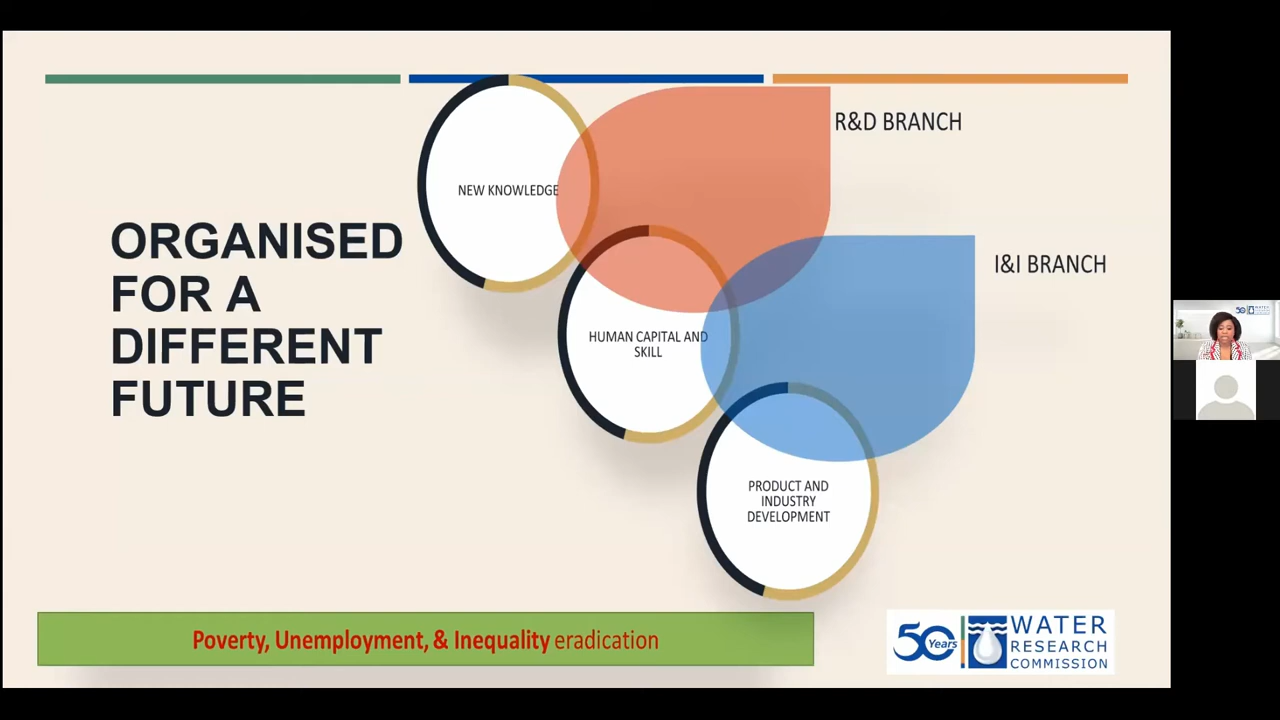 ORGANISED
FOR A
DIFFERENT
FUTURE
NEW KNOWLEDGE
R&D BRANCH
HUMAN CAPITAL AND
SKILL
I&I BRANCH
PRODUCT AND
INDUSTRY
DEVELOPMENT
Poverty, Unemployment, & Inequality eradication
50 Years
WATER
RESEARCH
COMMISSION